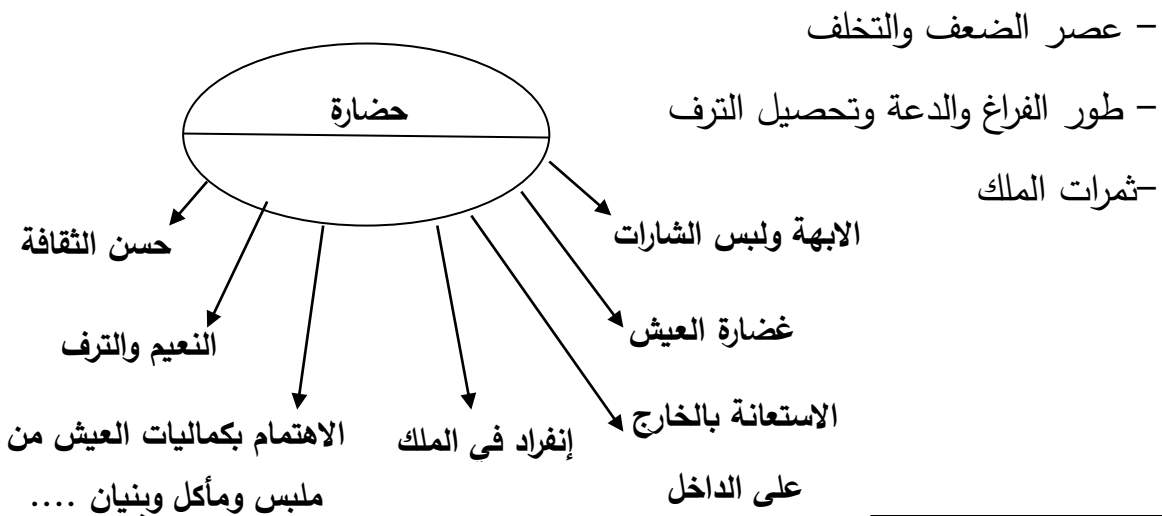 – عصر الضعف والتخلف
– طور الفراغ والدعة وتحصيل الترف
–ثمرات الملك
حضارة
الابهة ولبس الشارات
حسن الثقافة
غضارة العيش
النعيم والترف
الاستعانة بالخارج
على الداخل
إنفراد في الملك
الاهتمام بكماليات العيش من
ملبس ومأكل وبنيان ....